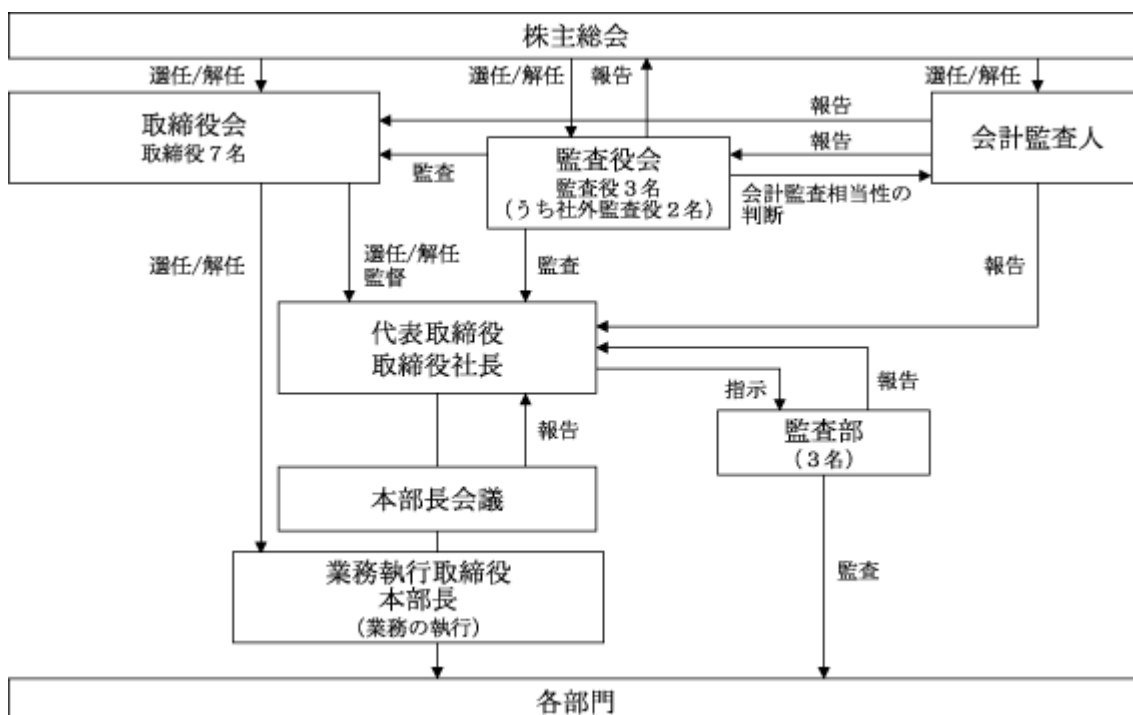 株主総会
選任/解任
選任/解任
報告
選任/解任
取締役会
取締役7名
報告
会計監査人
報告
監査
監査役会
監査役3名
(うち社外監査役2名)
会計監査相当性の
判断
選任/解任
選任/解任
監督
監査
報告
代表取締役
取締役社長
指示
報告
報告
監査部
(3名)
本部長会議
業務執行取締役
本部長
(業務の執行)
監査
各部門